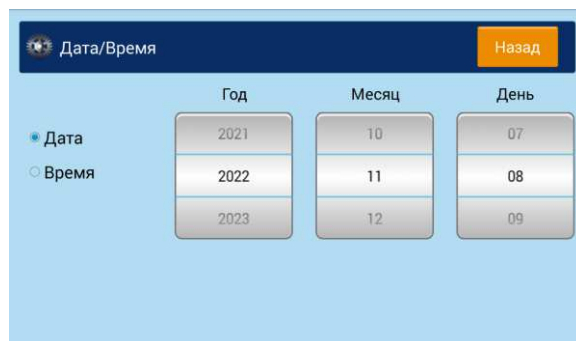 Дата/Время Назад
Год Месяц День
Дата
Время
2021 10 07
2022 11 08
2023 12 09